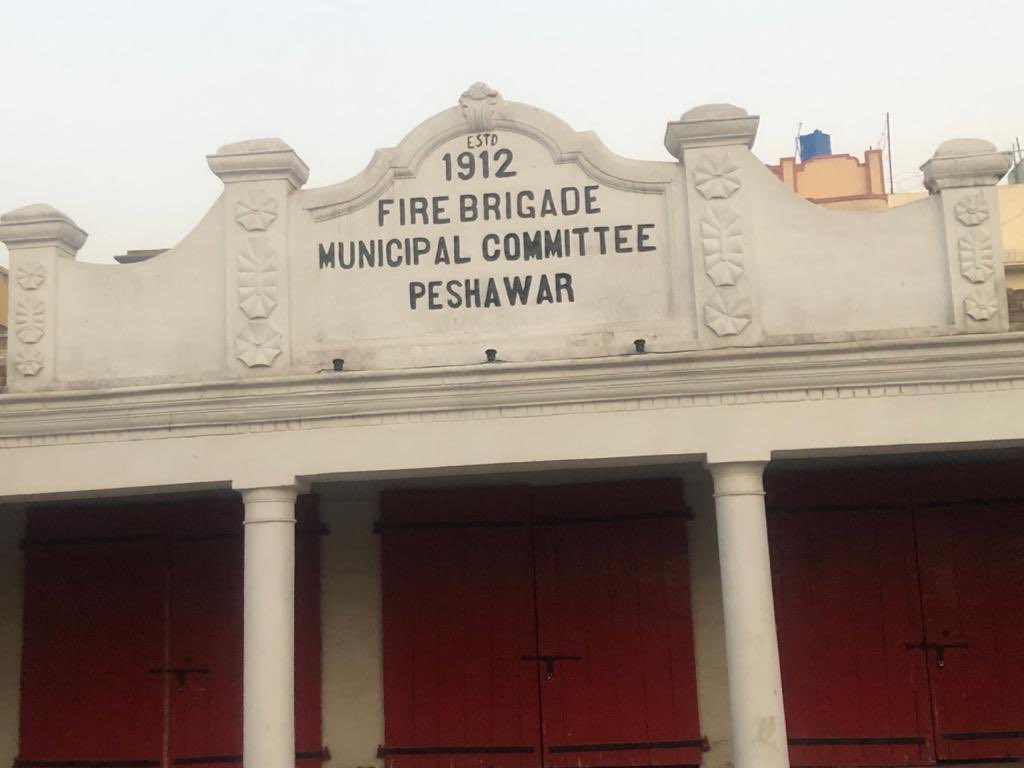 ESTD
1912
FIRE BRIGADE
MUNICIPAL COMMITTEE
PESHAWAR